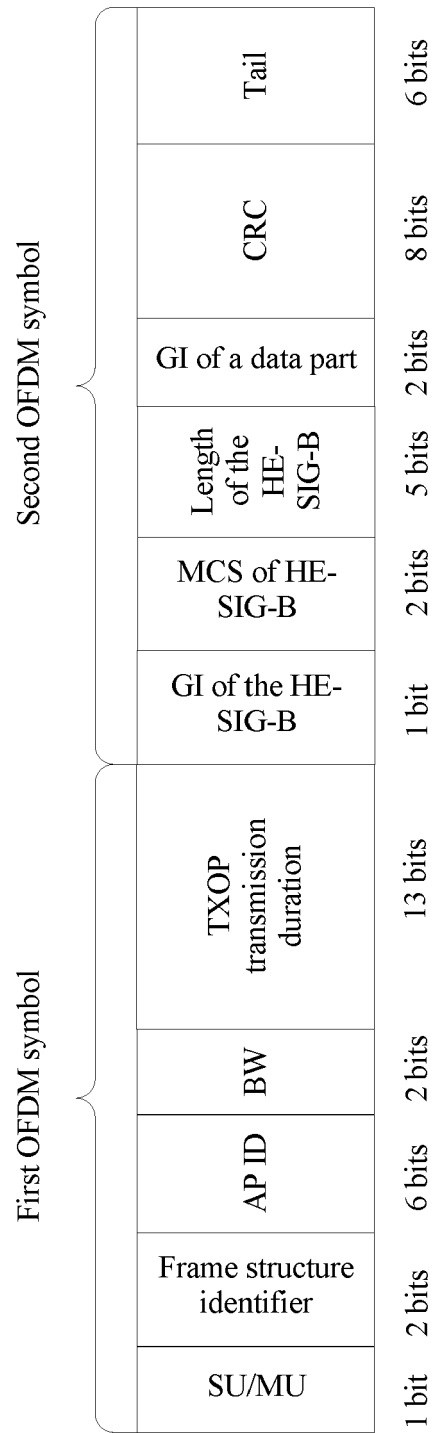 First OFDM symbol
Second OFDM symbol
SU/MU
Frame structure
identifier
AP ID
BW
TXOP
transmission
duration
GI of the HE-
SIG-B
MCS of HE-
SIG-B
Length
of the
HE-
SIG-B
GI of a data part
CRC
Tail
1 bit
2 bits
6 bits
2 bits
13 bits
1 bit
2 bits
5 bits
2 bits
8 bits
6 bits